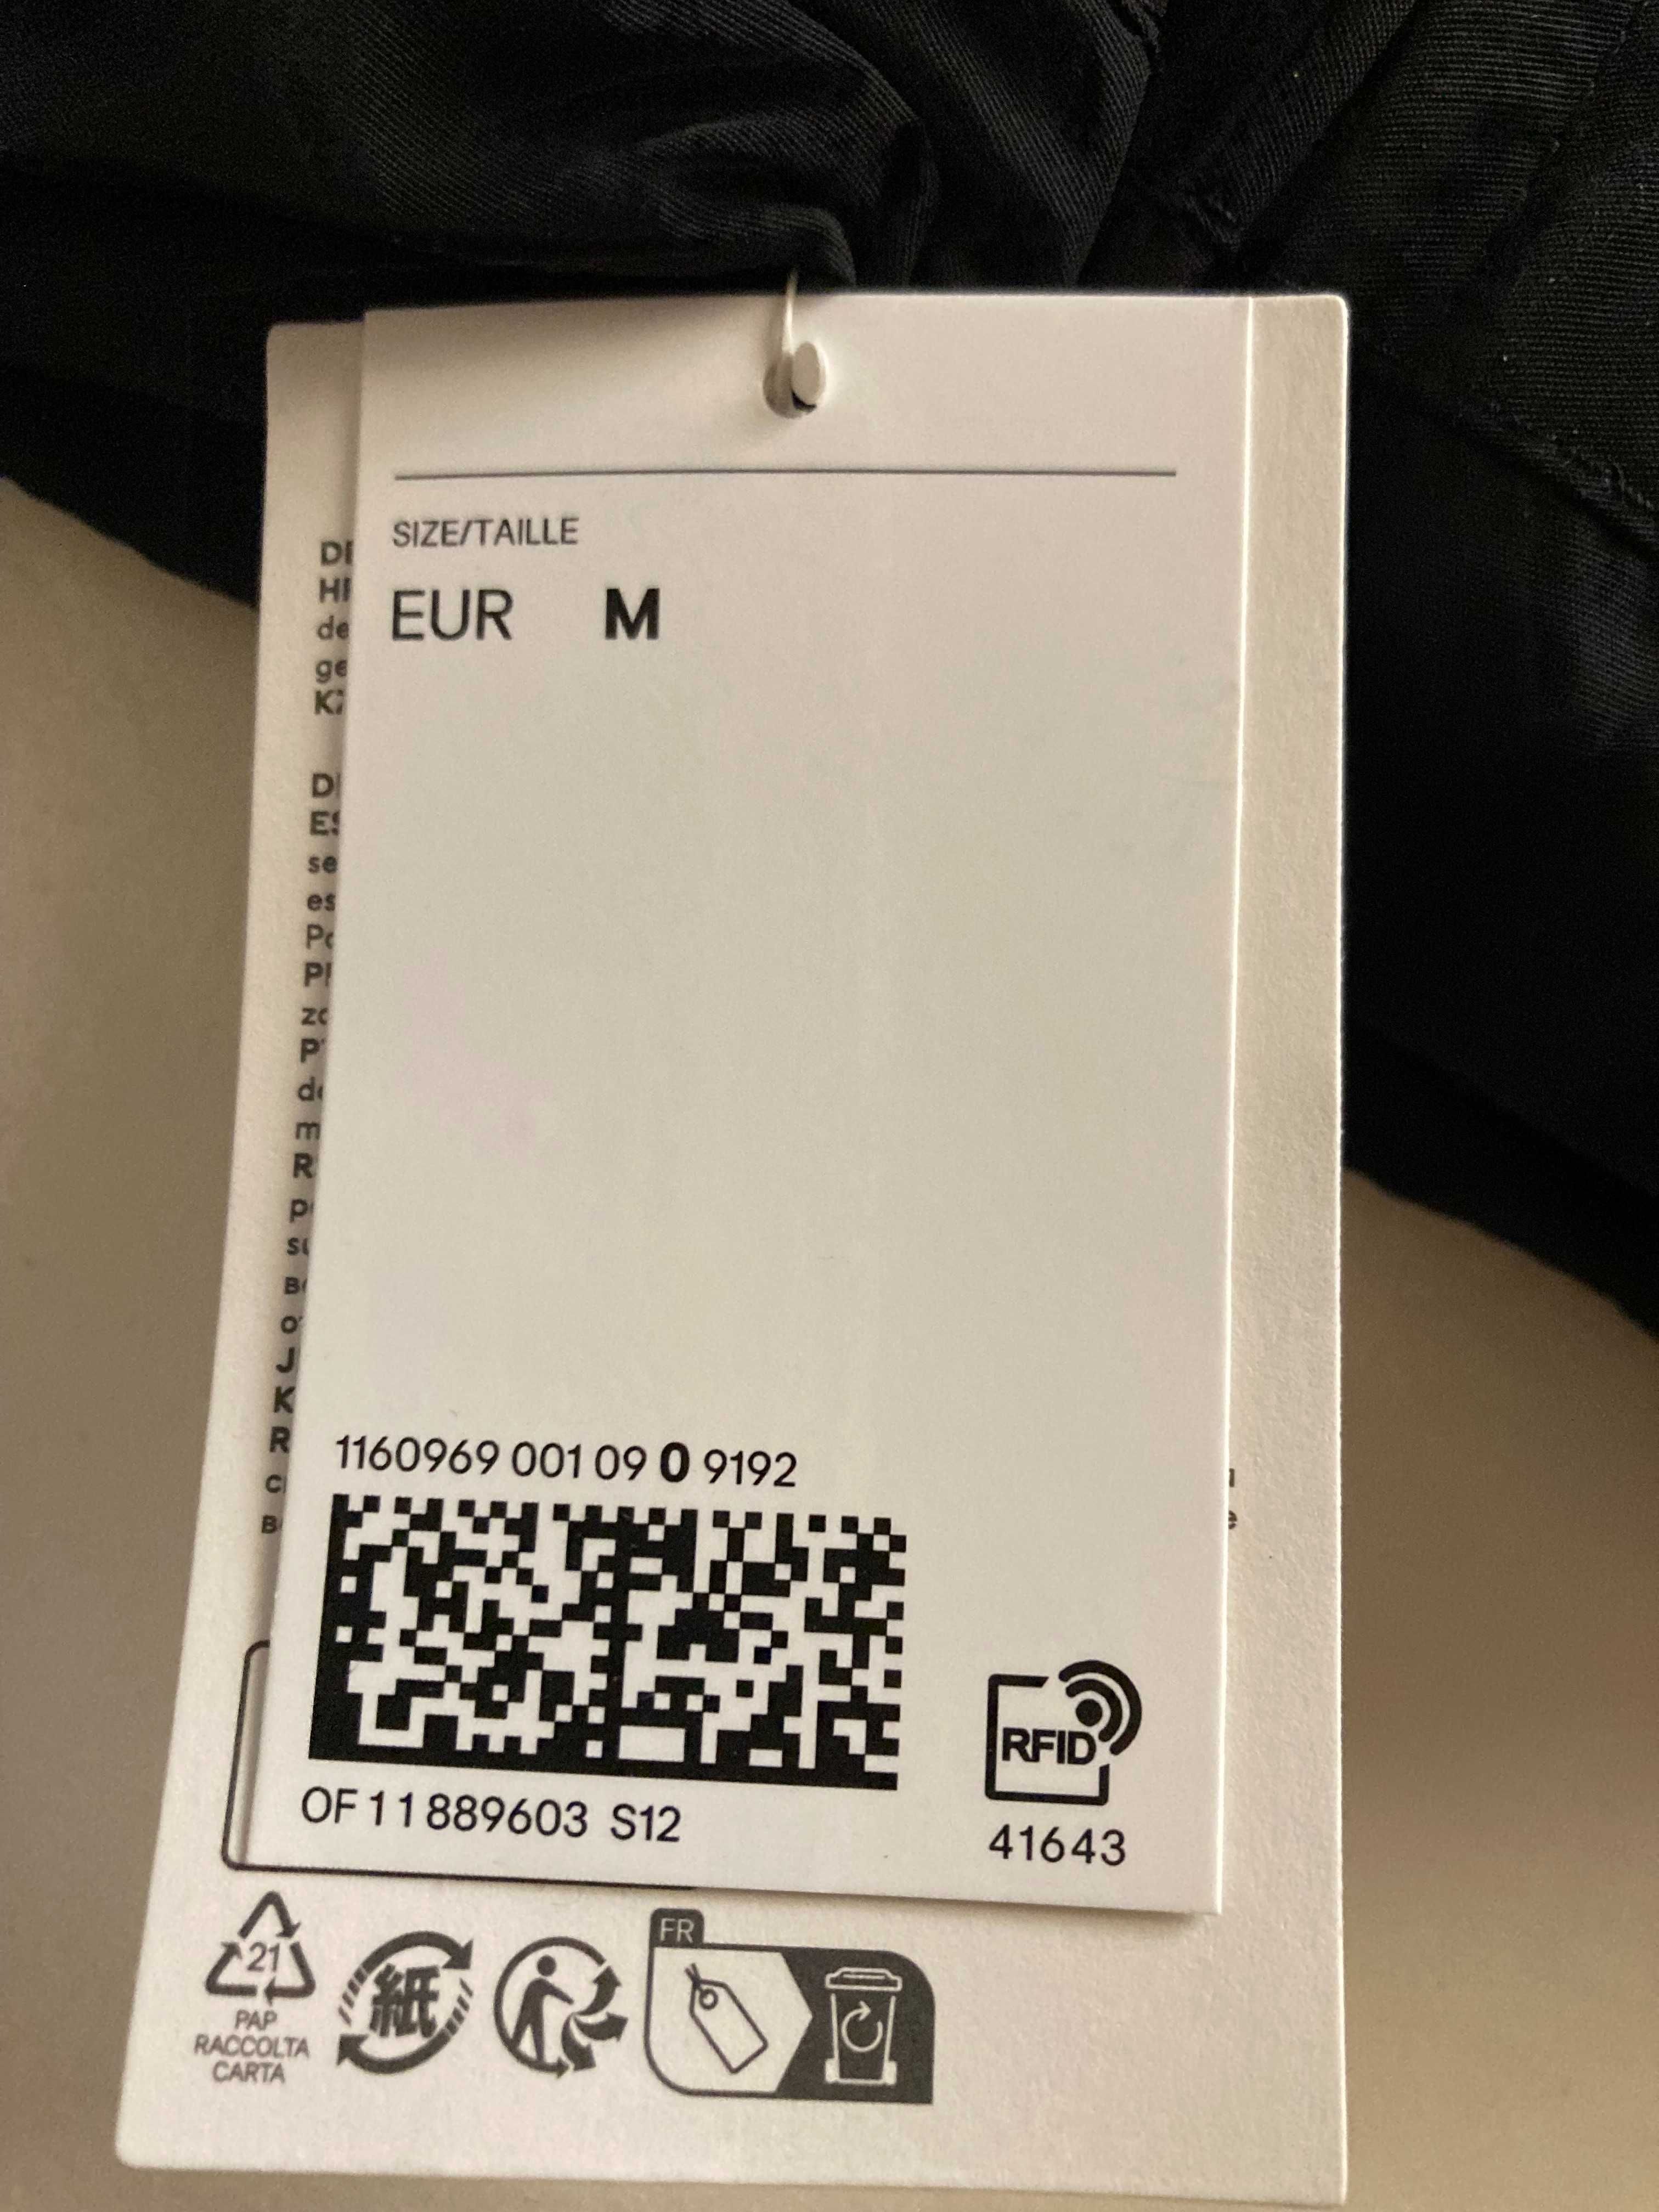 SIZE/TAILLE
EUR M
1160969 001 09 0 9192
OF 11889603 S12
RFID
41643
21
PAP
RACCOLTA
CARTA
紙
FR